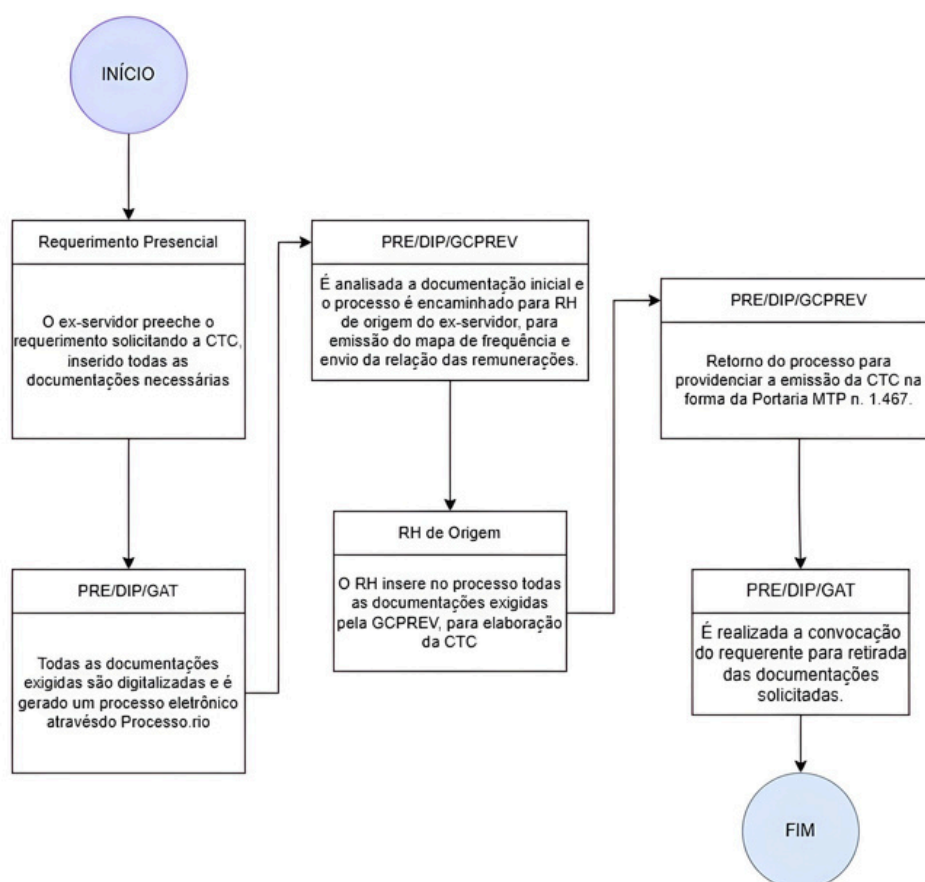 INÍCIO
Requerimento Presencial
O ex-servidor preeche o
requerimento solicitando a CTC,
inserido todas as
documentações necessárias
PRE/DIP/GAT
Todas as documentações
exigidas são digitalizadas e é
gerado um processo eletrônico
atravésdo Processo.rio
PRE/DIP/GCPREV
É analisada a documentação inicial e
o processo é encaminhado para RH
de origem do ex-servidor, para
emissão do mapa de frequência e
envio da relação das remunerações.
RH de Origem
O RH insere no processo todas
as documentações exigidas
pela GCPREV, para elaboração
da CTC
PRE/DIP/GCPREV
Retorno do processo para
providenciar a emissão da CTC na
forma da Portaria MTP n. 1.467.
PRE/DIP/GAT
É realizada a convocação
do requerente para retirada
das documentações
solicitadas.
FIM